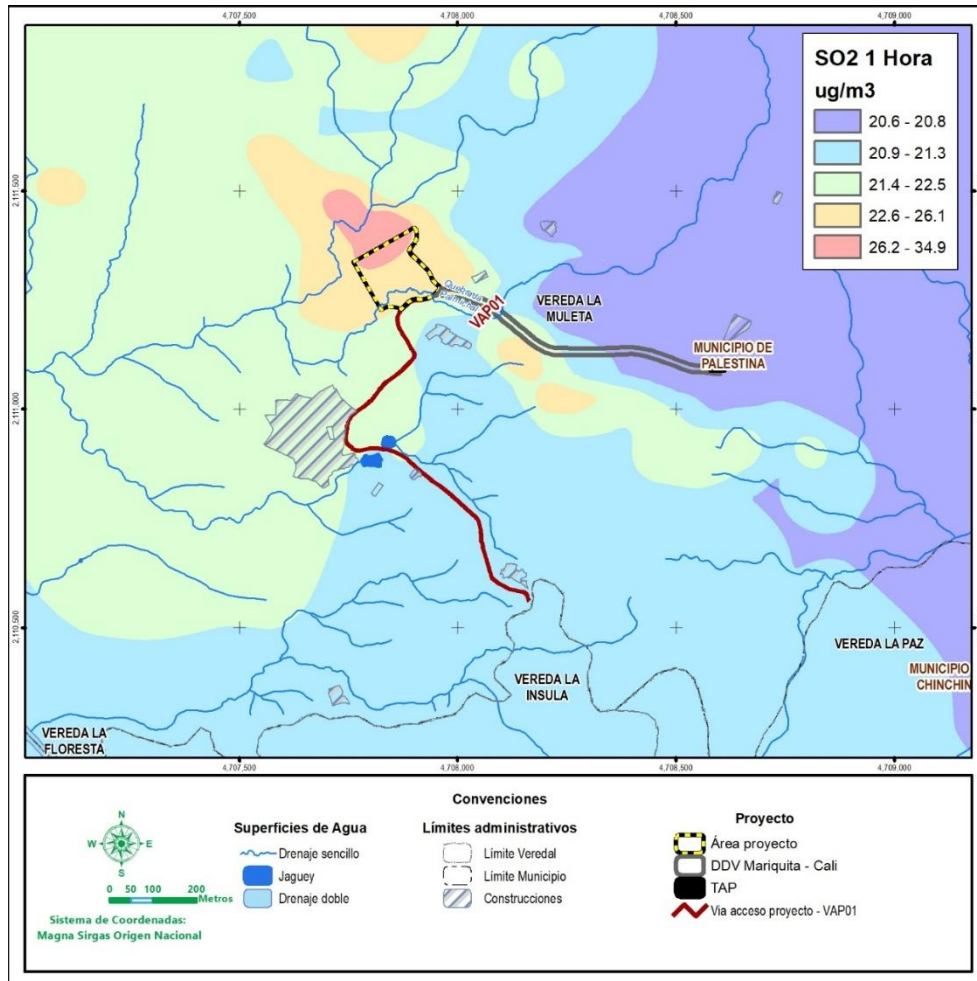 4,707,500
4,708,000
4,708,500
4,709,000
SO2 1 Hora
ug/m3
20.6 - 20.8
20.9 - 21.3
21.4 - 22.5
22.6 - 26.1
26.2 - 34.9
2.111.500
2.111.000
2.110.500
Quebrada
VAP01
VEREDA LA
MULETA
MUNICIPIO DE
PALESTINA
VEREDA LA PAZ
MUNICIPIO
CHINCHIN
VEREDA LA
INSULA
VEREDA LA
FLORESTA
4,707,500
4,708,000
4,708,500
4,709,000
Convenciones
N
W
E
S
0 50 100 200
Metros
Sistema de Coordenadas:
Magna Sirgas Origen Nacional
Superficies de Agua
Drenaje sencillo
Jaguey
Drenaje doble
Límites administrativos
Límite Veredal
Límite Municipio
Construcciones
Proyecto
Área proyecto
DDV Mariquita - Cali
TAP
Via acceso proyecto - VAP01